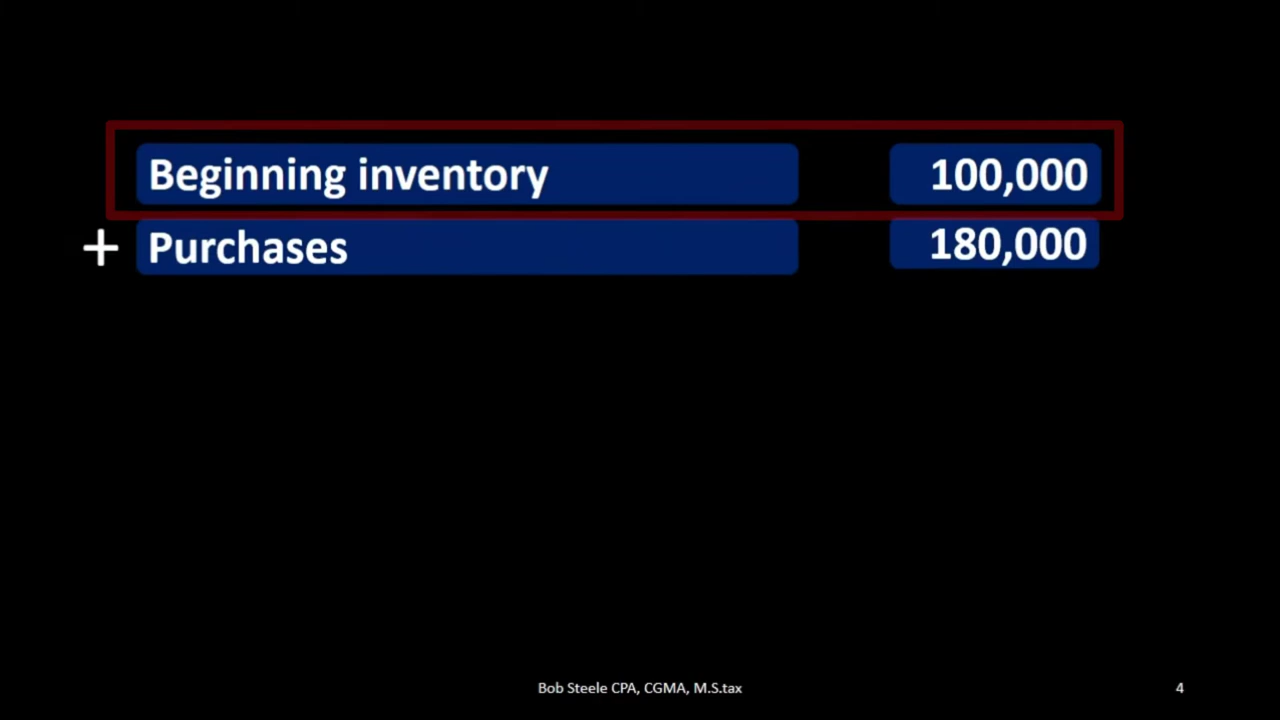 Beginning inventory 100,000
+ Purchases 180,000
Bob Steele CPA, CGMA, M.S.tax 4